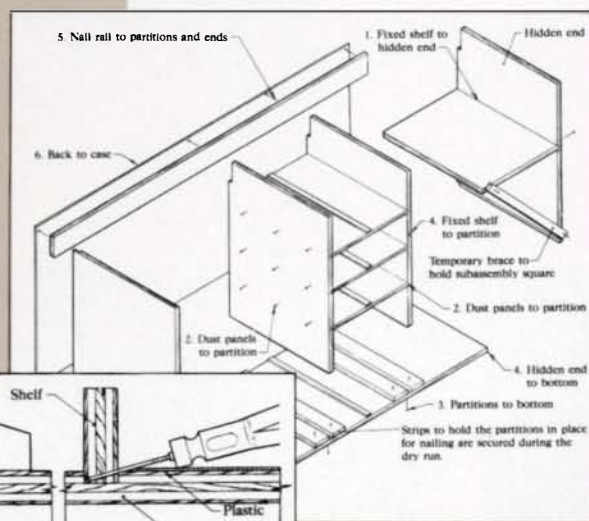 5. Nail rail to partitions and ends
1. Fixed shelf to
hidden end
Hidden end
6. Back to case
4. Fixed shelf
to partition
Temporary brace to
hold subassembly square
2. Dust panels to partition
2. Dust panels
to partition
4. Hidden end
to bottom
3. Partitions to bottom
Strips to hold the partitions in place
for nailing are secured during the
dry run.
Shelf
Plastic